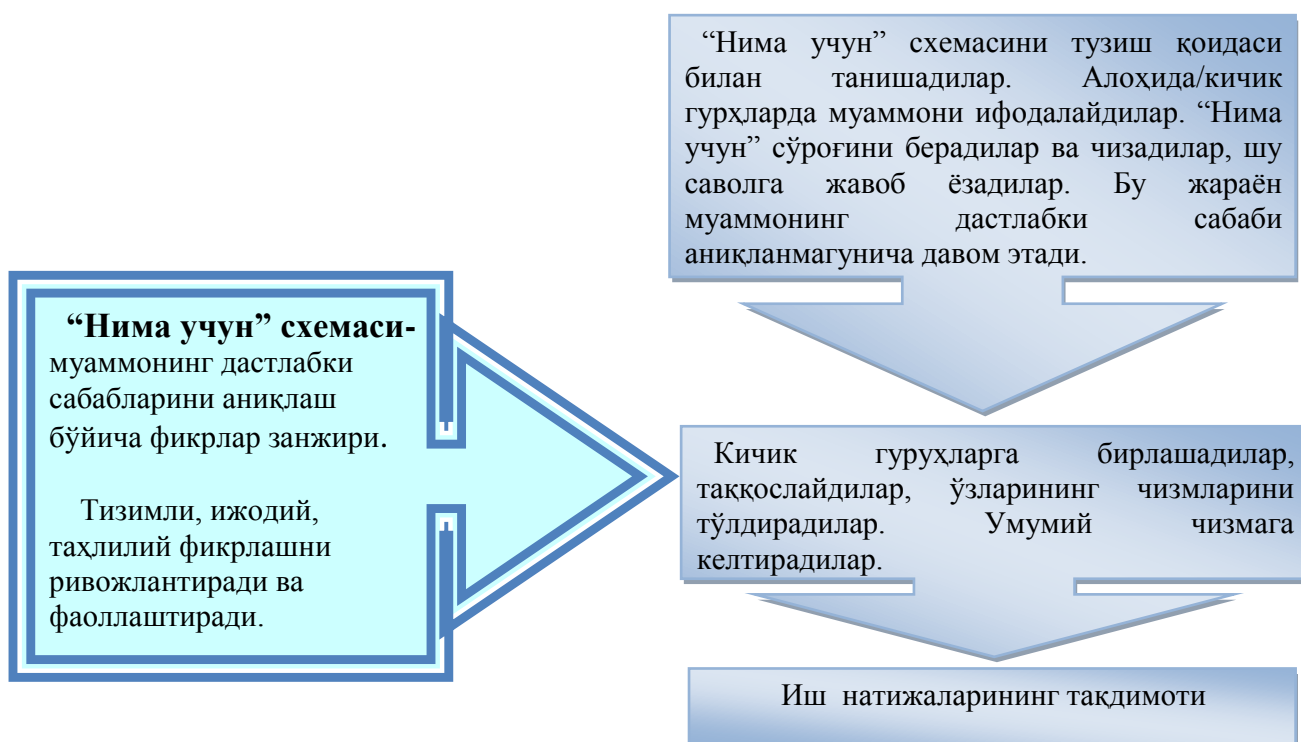 “Нима учун” схемаси-
муаммонинг дастлабки
сабабларини аниқлаш
бўйича фикрлар занжири.
Тизимли, ижодий,
таҳлилий фикрлашни
ривожлантиради ва
фаоллаштиради.
“Нима учун” схемасини тузиш қоидаси
билан танишадилар. Алоҳида/кичик
гурҳларда муаммони ифодалайдилар. “Нима
учун” сўроғини берадилар ва чизадилар, шу
саволга жавоб ёзадилар. Бу жараён
муаммонинг дастлабки сабаби
аниқланмагунича давом этади.
Кичик гуруҳларга бирлашадилар,
таққослайдилар, ўзларининг чизмларини
тўлдирадилар. Умумий чизмага
келтирадилар.
Иш натижаларининг тақдимоти